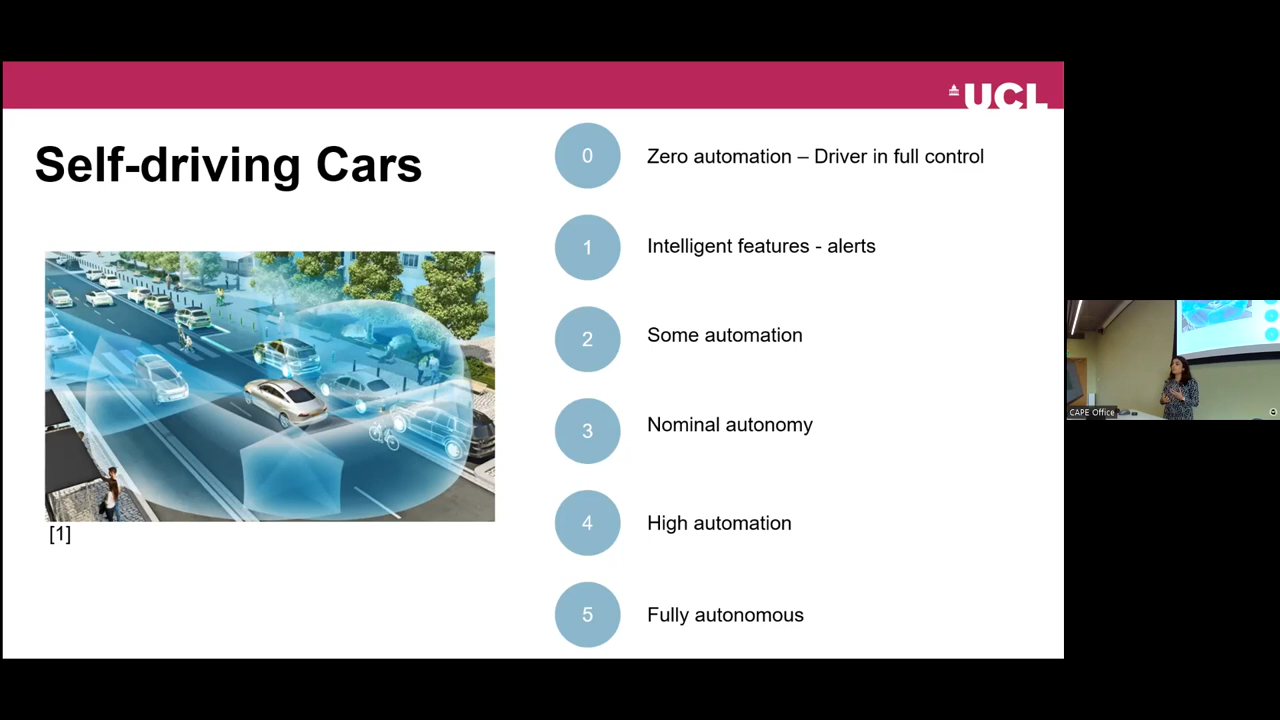 UCL
Self-driving Cars
0
Zero automation – Driver in full control
1
Intelligent features - alerts
2
Some automation
3
Nominal autonomy
4
High automation
5
Fully autonomous
[1]
CAPE Office